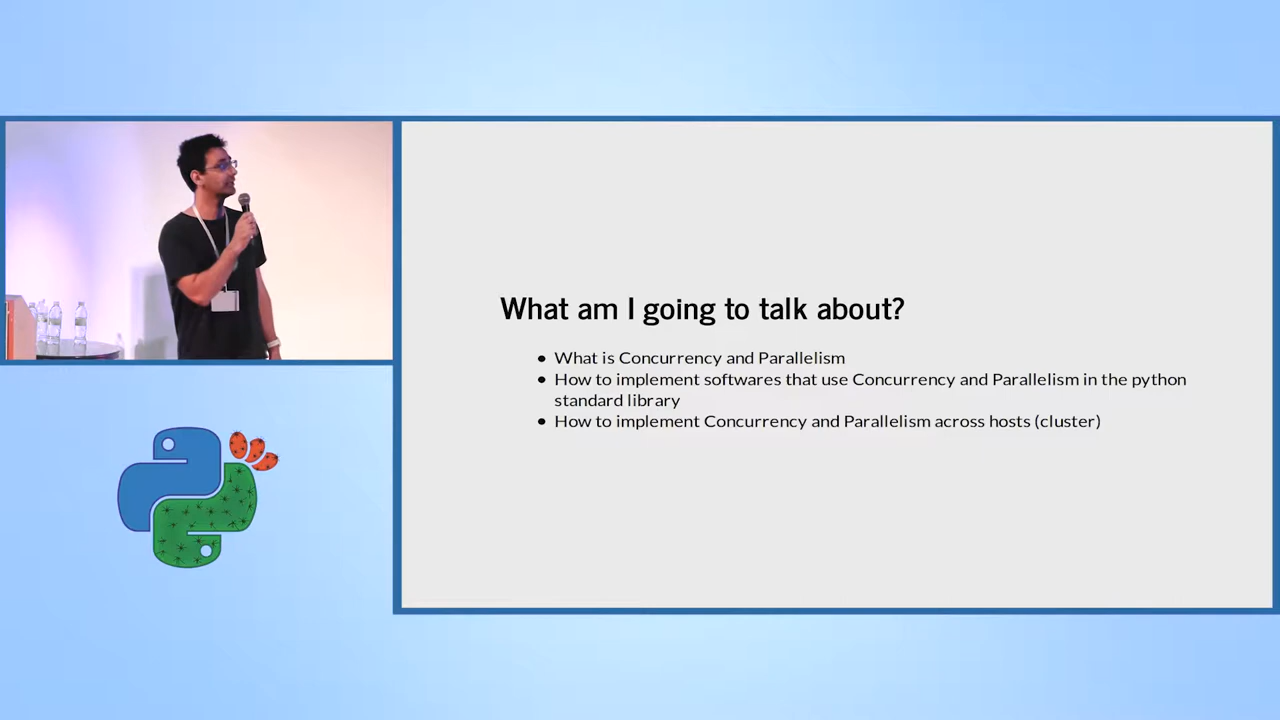 What am I going to talk about?
• What is Concurrency and Parallelism
• How to implement softwares that use Concurrency and Parallelism in the python
standard library
• How to implement Concurrency and Parallelism across hosts (cluster)